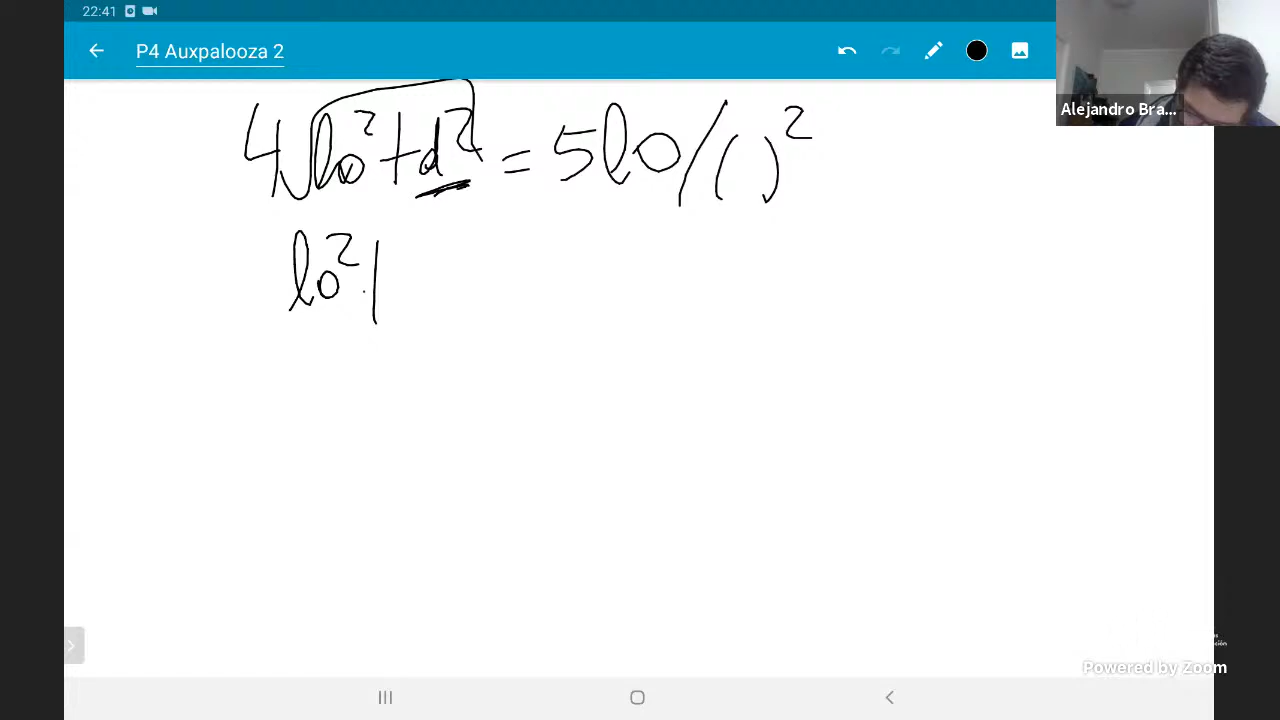 22:41
P4 Auxpalooza 2
Alejandro Bra...
4√(lo²+d²) = 5lo/( )²
lo² |
Powered by Zoom